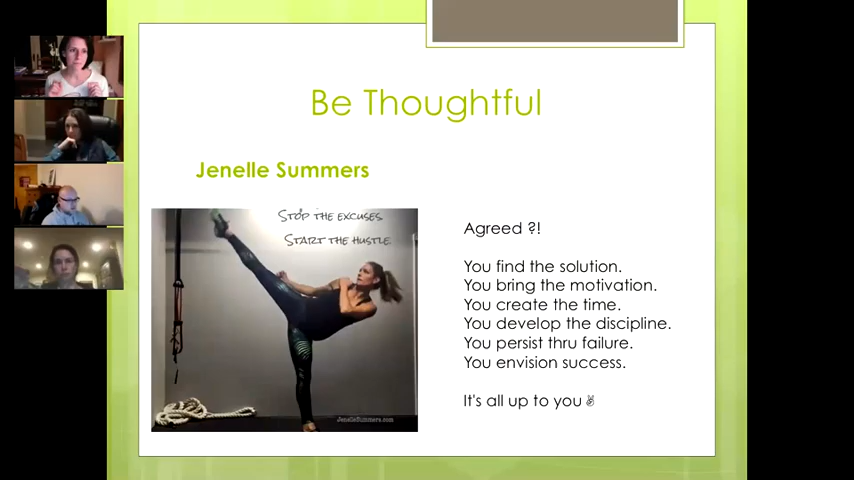 Be Thoughtful
Jenelle Summers
STOP THE EXCUSES
START THE HUSTLE
JenelleSummers.com
Agreed ?!
You find the solution.
You bring the motivation.
You create the time.
You develop the discipline.
You persist thru failure.
You envision success.
It's all up to you ✌